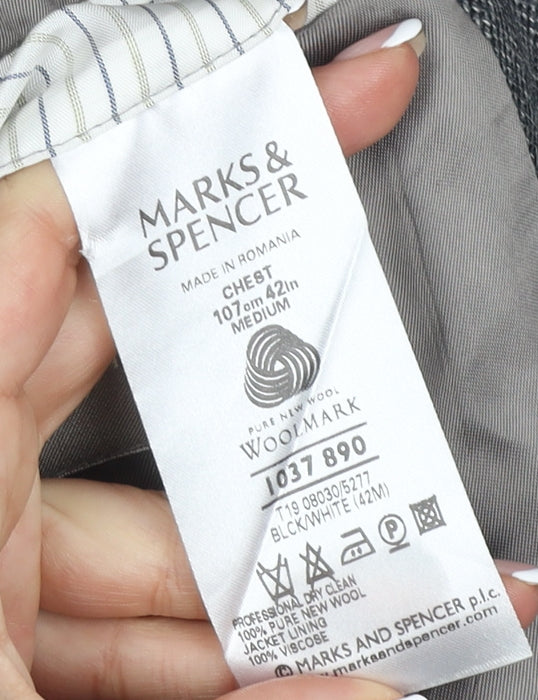 MARKS &
SPENCER
MADE IN ROMANIA
CHEST
107cm 42in
MEDIUM
PURE NEW WOOL
WOOLMARK
1037 890
T19 08030/5277
BLCK/WHITE (42M)
P
PROFESSIONAL DRY CLEAN
100% PURE NEW WOOL
JACKET LINING
100% VISCOSE
© MARKS AND SPENCER p.l.c.
www.marksandspencer.com